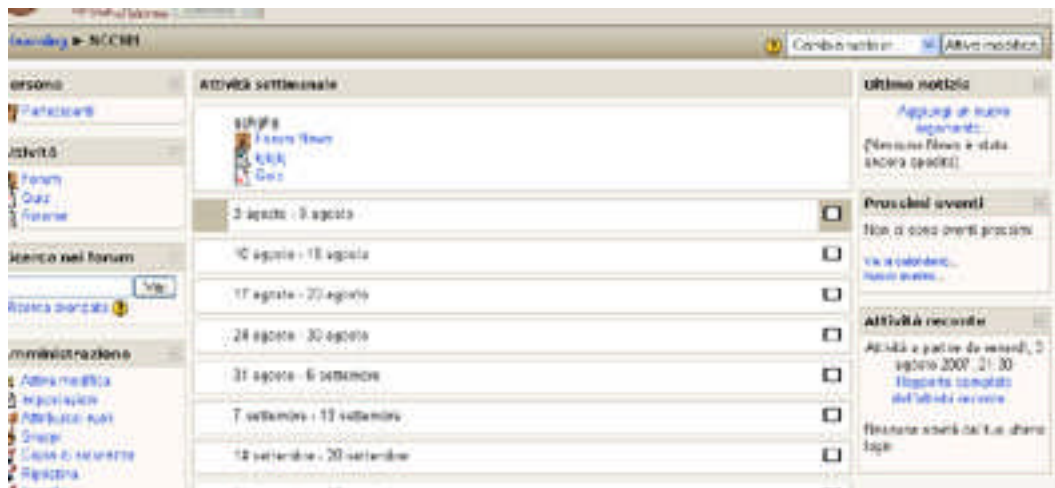 Attiva modifica
Persone
Partecipanti
Attività
Forum
Quiz
Risorse
Ricerca nei forum
Vai
Ricerca avanzata
Amministrazione
Attiva modifica
Impostazioni
Gruppi
Ripristina
Attività settimanale
Forum News
Quiz
3 agosto - 9 agosto
10 agosto - 16 agosto
17 agosto - 23 agosto
24 agosto - 30 agosto
31 agosto - 6 settembre
7 settembre - 13 settembre
14 settembre - 20 settembre
Ultime notizie
Aggiungi un nuovo
argomento
(Nessuna News è stata
ancora spedita)
Prossimi eventi
Non ci sono eventi prossimi
Vai al calendario...
Nuovo evento...
Attività recente
Attività a partire da venerdì, 3
agosto 2007, 21:30
Rapporto completo
dell'attività recente
Nessuna novità dal tuo ultimo
login